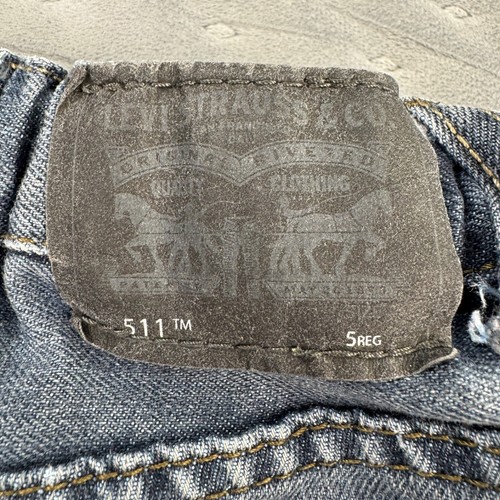 LEVI STRAUSS & CO
ORIGINAL RIVETED
QUALITY CLOTHING
511™ 5REG